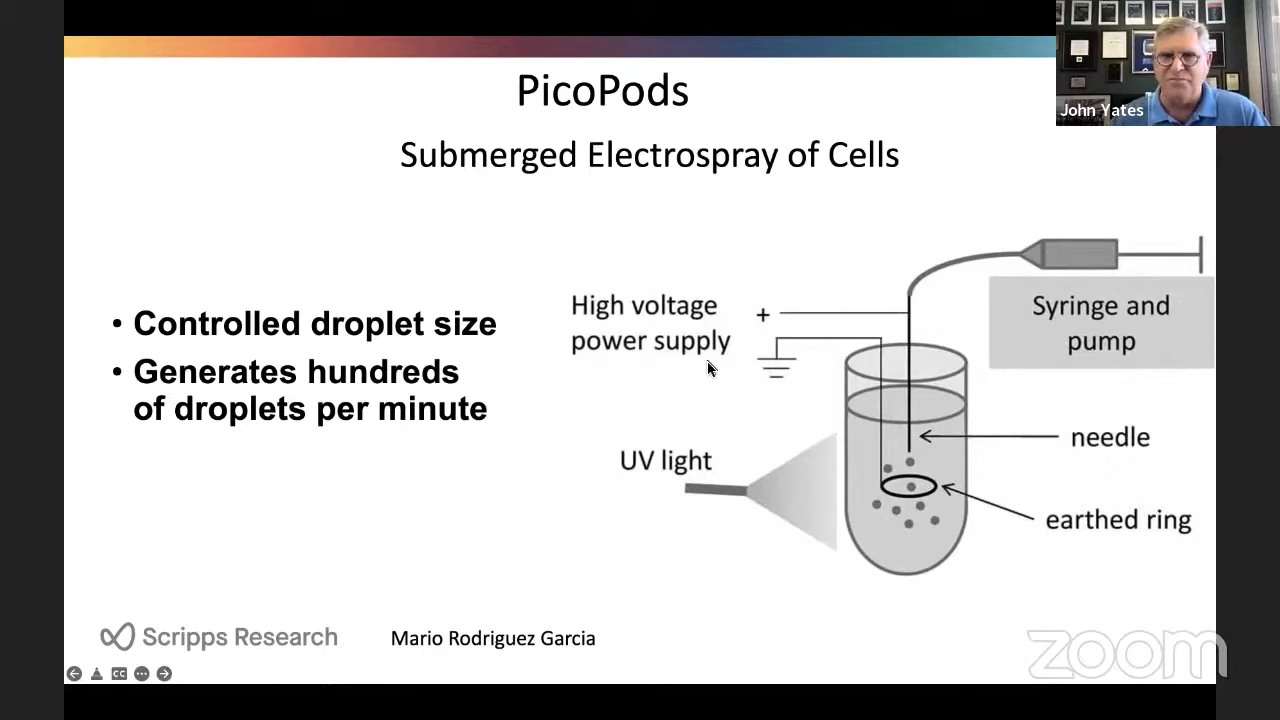 PicoPods
Submerged Electrospray of Cells
John Yates
• Controlled droplet size
• Generates hundreds
of droplets per minute
High voltage
power supply
+
Syringe and
pump
UV light
needle
earthed ring
Scripps Research
Mario Rodriguez Garcia
CC
zoom